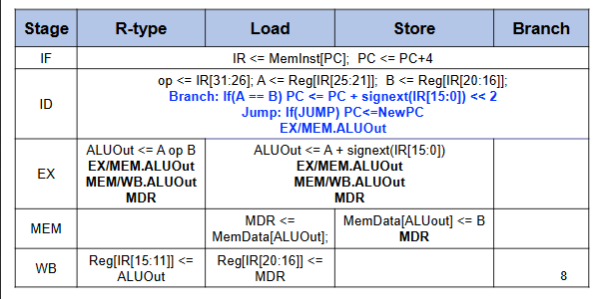 Stage R-type Load Store Branch
IF IR <= MemInst[PC]; PC <= PC+4
ID op <= IR[31:26]; A <= Reg[IR[25:21]]; B <= Reg[IR[20:16]];
Branch: If(A == B) PC <= PC + signext(IR[15:0]) << 2
Jump: If(JUMP) PC<=NewPC
EX/MEM.ALUOut
EX ALUOut <= A op B
EX/MEM.ALUOut
MEM/WB.ALUOut
MDR
ALUOut <= A + signext(IR[15:0])
EX/MEM.ALUOut
MEM/WB.ALUOut
MDR
MEM MDR <=
MemData[ALUOut];
MemData[ALUout] <= B
MDR
WB Reg[IR[15:11]] <=
ALUOut
Reg[IR[20:16]] <=
MDR
8